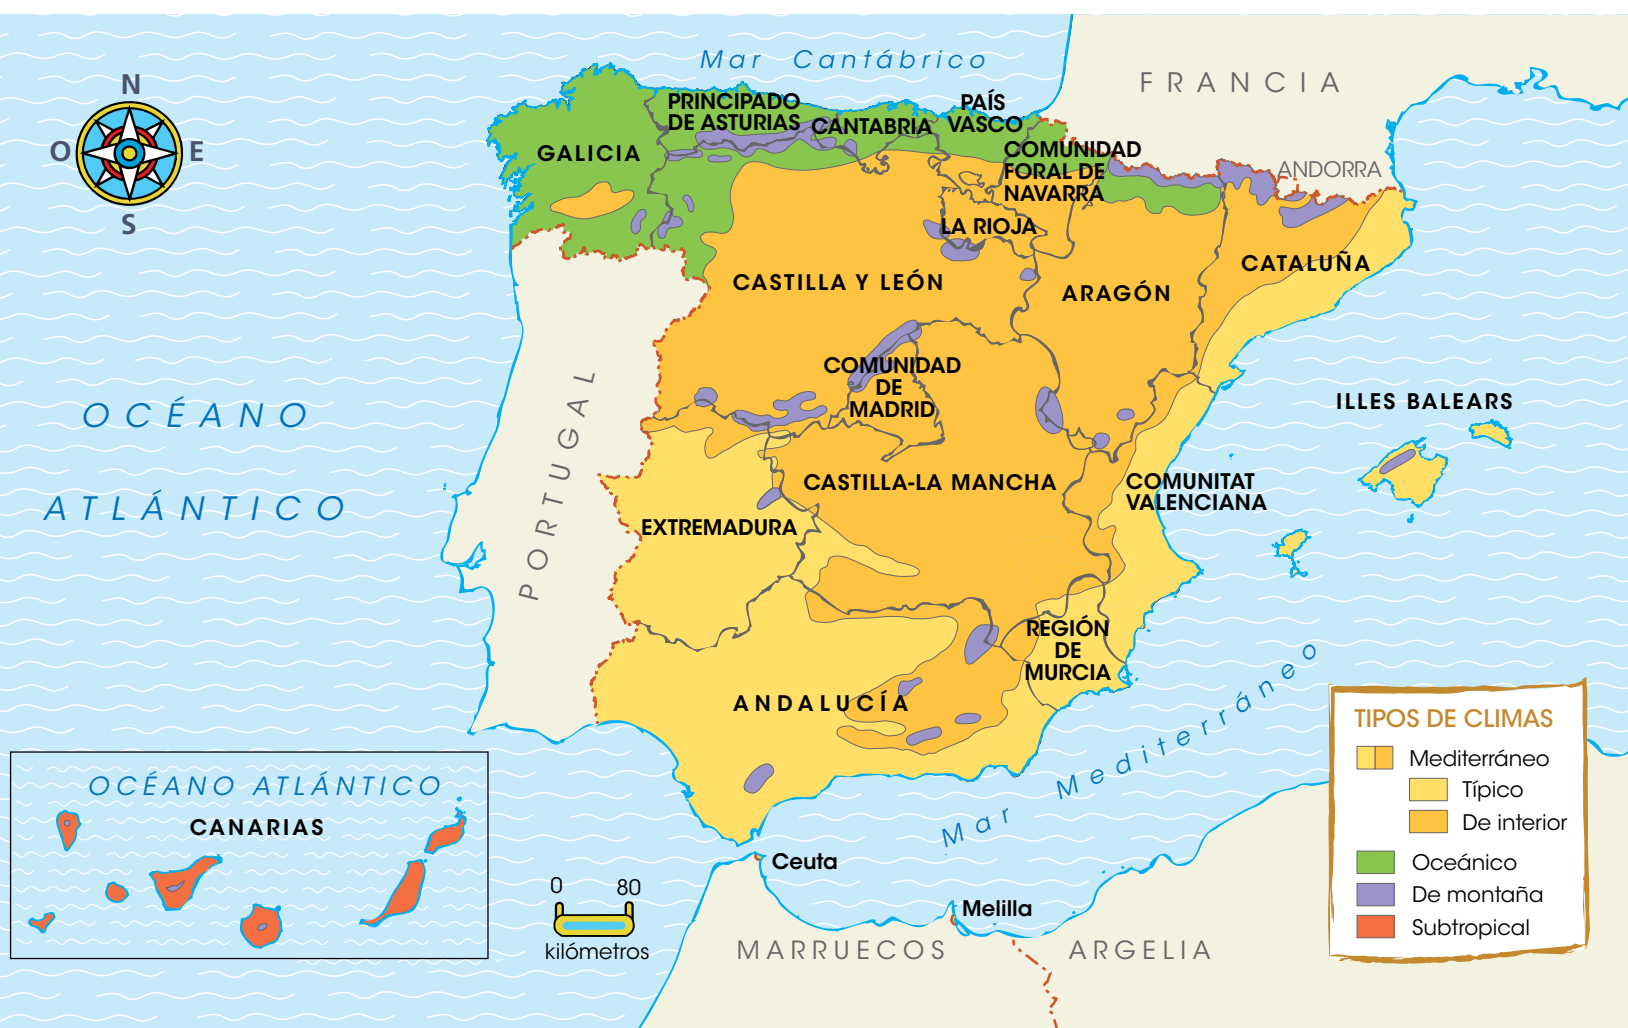 Mar Cantábrico
FRANCIA
N
O
E
S
PRINCIPADO
DE ASTURIAS
CANTABRIA
PAÍS
VASCO
GALICIA
COMUNIDAD
FORAL DE
NAVARRA
ANDORRA
LA RIOJA
CATALUÑA
CASTILLA Y LEÓN
ARAGÓN
COMUNIDAD
DE
MADRID
ILLES BALEARS
OCÉANO
ATLÁNTICO
PORTUGAL
CASTILLA-LA MANCHA
COMUNITAT
VALENCIANA
EXTREMADURA
REGIÓN
DE
MURCIA
ANDALUCÍA
Mar Mediterráneo
OCÉANO ATLÁNTICO
CANARIAS
Ceuta
0 80
kilómetros
Melilla
MARRUECOS
ARGELIA
TIPOS DE CLIMAS
Mediterráneo
Típico
De interior
Oceánico
De montaña
Subtropical